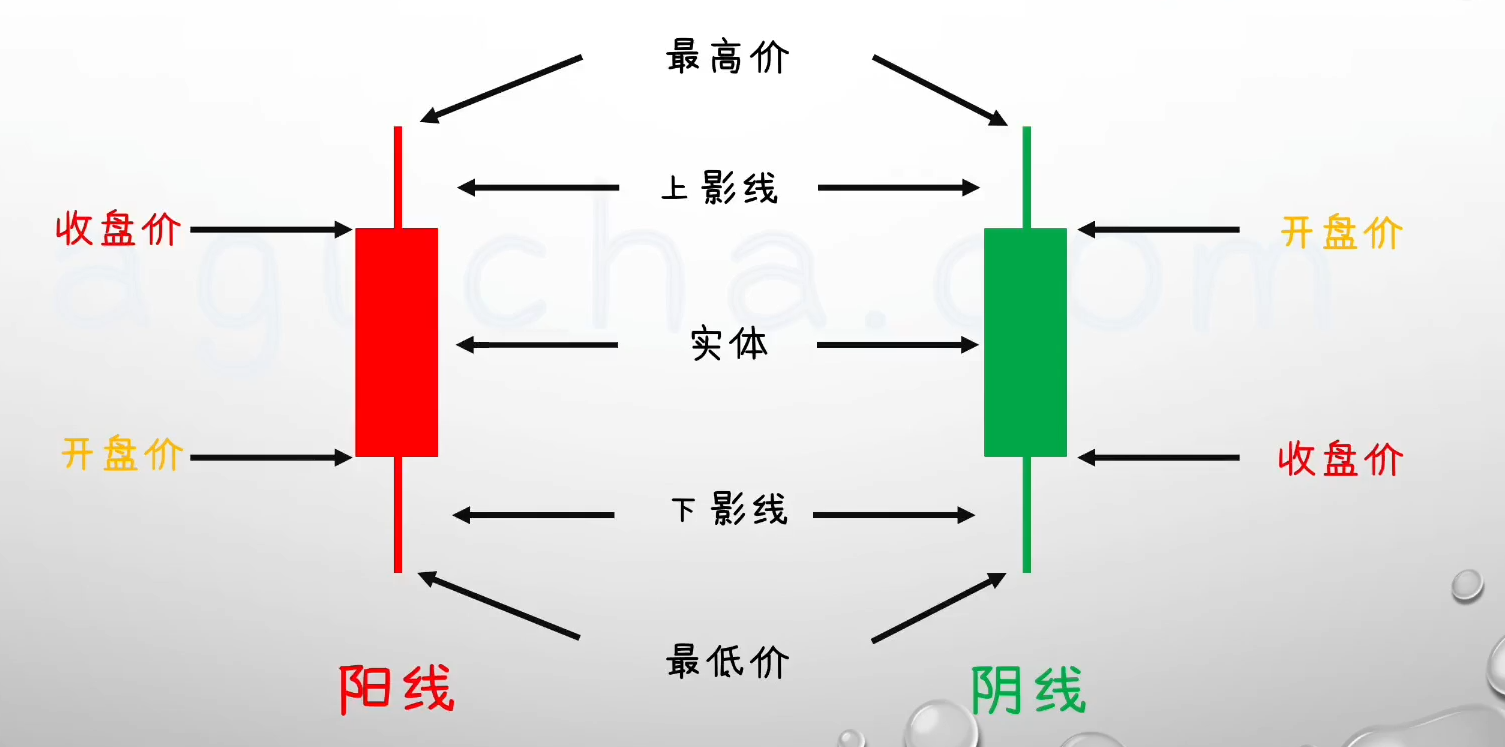 最高价
上影线
收盘价
开盘价
agucha.com
实体
开盘价
收盘价
下影线
最低价
阳线
阴线